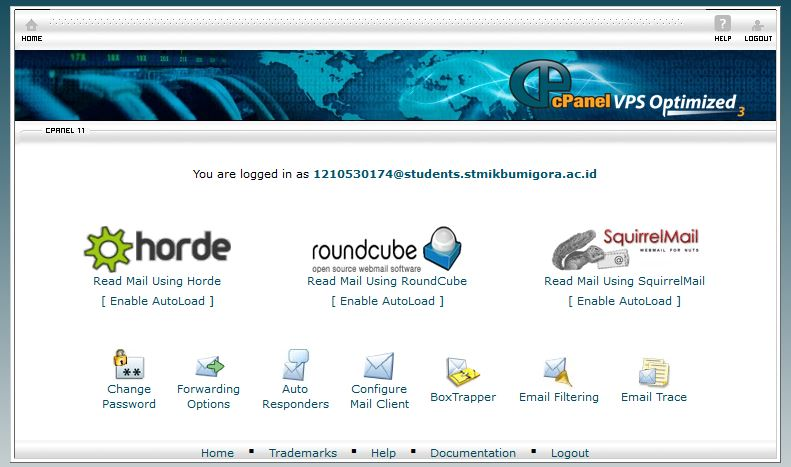 HOME
HELP LOGOUT
cPanel VPS Optimized 3
CPANEL 11
You are logged in as 1210530174@students.stmikbumigora.ac.id
horde
roundcube
open source webmail software
SquirrelMail
WEBMAIL FOR NUTS
Read Mail Using Horde
Read Mail Using RoundCube
Read Mail Using SquirrelMail
[ Enable AutoLoad ]
[ Enable AutoLoad ]
[ Enable AutoLoad ]
Change
Password
Forwarding
Options
Auto
Responders
Configure
Mail Client
BoxTrapper
Email Filtering
Email Trace
Home ▪ Trademarks ▪ Help ▪ Documentation ▪ Logout